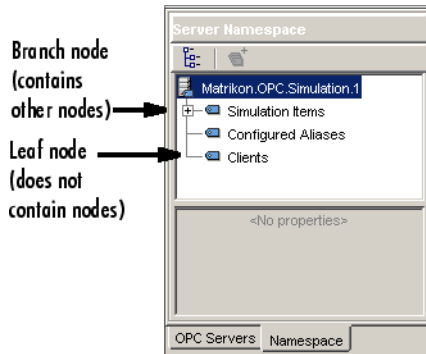 Server Namespace
Branch node
(contains
other nodes)
Leaf node
(does not
contain nodes)
Matrikon.OPC.Simulation.1
Simulation Items
Configured Aliases
Clients
<No properties>
OPC Servers
Namespace